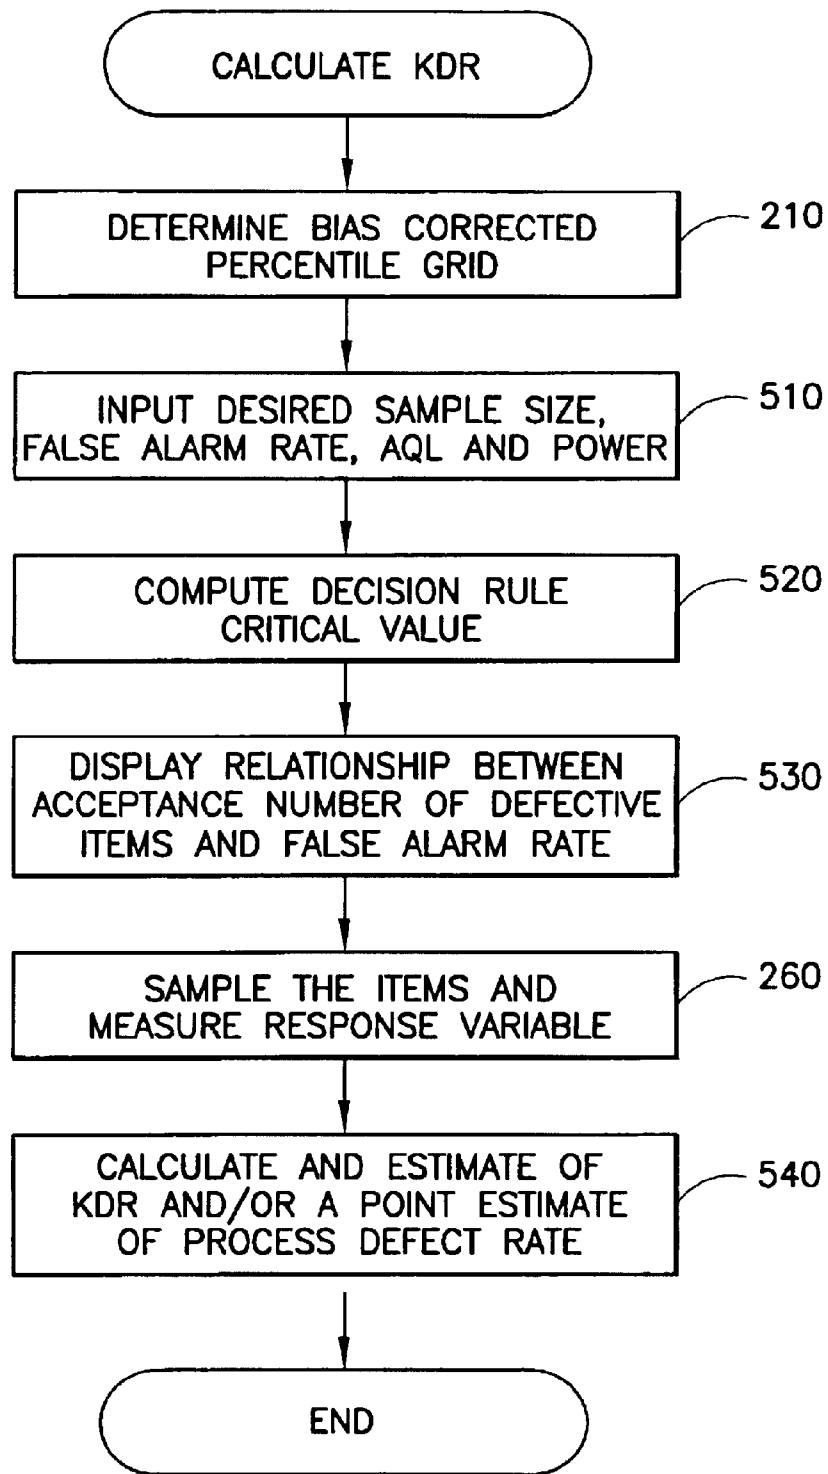 CALCULATE KDR
DETERMINE BIAS CORRECTED
PERCENTILE GRID
210
INPUT DESIRED SAMPLE SIZE,
FALSE ALARM RATE, AQL AND POWER
510
COMPUTE DECISION RULE
CRITICAL VALUE
520
DISPLAY RELATIONSHIP BETWEEN
ACCEPTANCE NUMBER OF DEFECTIVE
ITEMS AND FALSE ALARM RATE
530
SAMPLE THE ITEMS AND
MEASURE RESPONSE VARIABLE
260
CALCULATE AND ESTIMATE OF
KDR AND/OR A POINT ESTIMATE
OF PROCESS DEFECT RATE
540
END